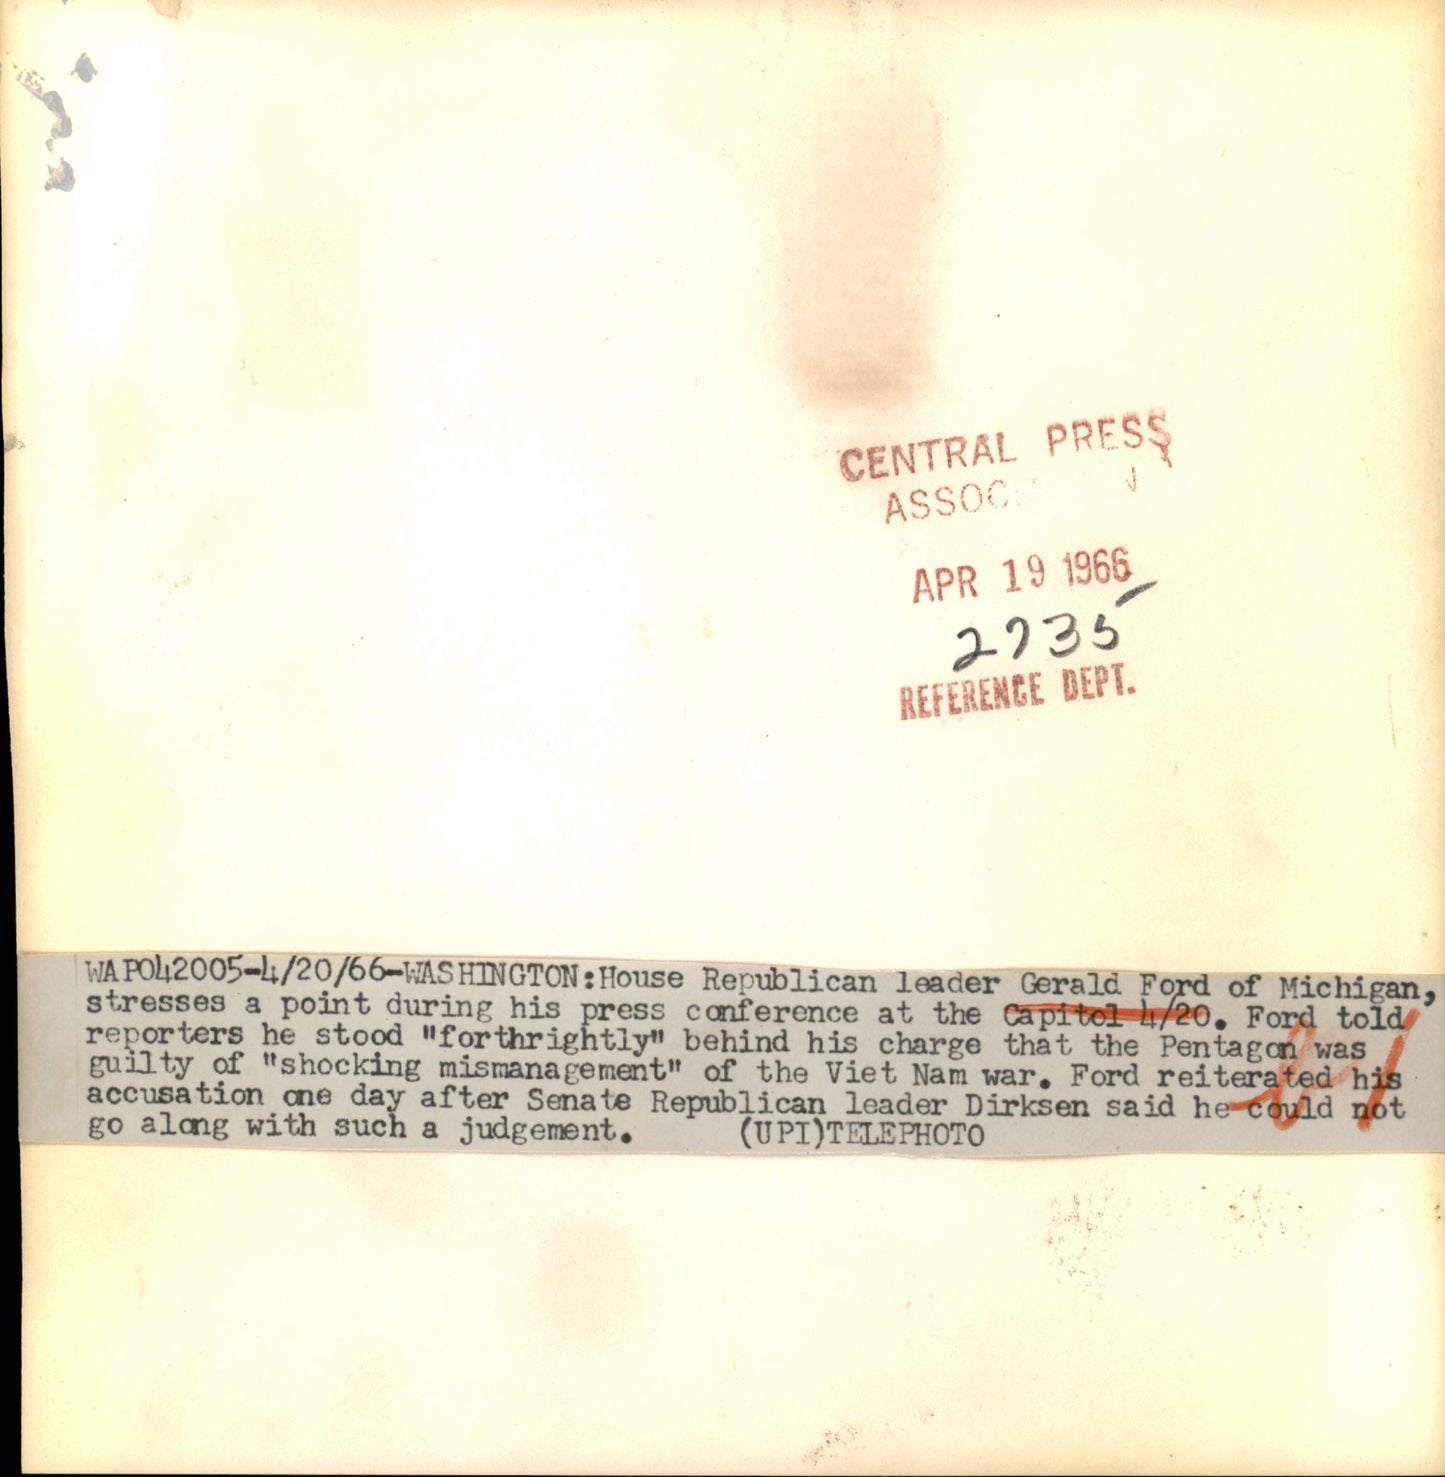 CENTRAL PRESS
ASSOC
APR 19 1966
2735
REFERENCE DEPT.
WAP042005-4/20/66-WASHINGTON:House Republican leader Gerald Ford of Michigan,
stresses a point during his press conference at the Capitol 4/20. Ford told
reporters he stood "forthrightly" behind his charge that the Pentagon was
guilty of "shocking mismanagement" of the Viet Nam war. Ford reiterated his
accusation one day after Senate Republican leader Dirksen said he could not
go along with such a judgement. (UPI)TELEPHOTO